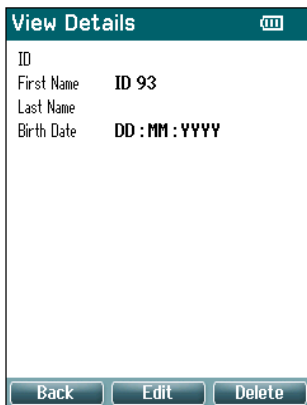 View Details
ID
First Name ID 93
Last Name
Birth Date DD : MM : YYYY
Back Edit Delete